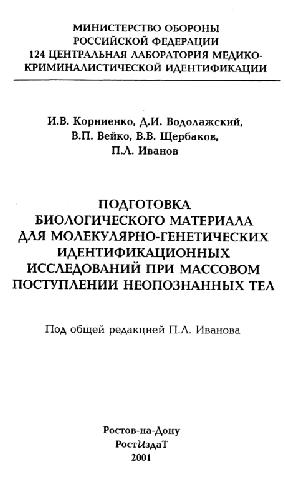 МИНИСТЕРСТВО ОБОРОНЫ
РОССИЙСКОЙ ФЕДЕРАЦИИ
124 ЦЕНТРАЛЬНАЯ ЛАБОРАТОРИЯ МЕДИКО-
КРИМИНАЛИСТИЧЕСКОЙ ИДЕНТИФИКАЦИИ
И.В. Корниенко, Д.И. Водолажский,
В.П. Вейко, В.В. Щербаков,
П.Л. Иванов
ПОДГОТОВКА
БИОЛОГИЧЕСКОГО МАТЕРИАЛА
ДЛЯ МОЛЕКУЛЯРНО-ГЕНЕТИЧЕСКИХ
ИДЕНТИФИКАЦИОННЫХ
ИССЛЕДОВАНИЙ ПРИ МАССОВОМ
ПОСТУПЛЕНИИ НЕОПОЗНАННЫХ ТЕЛ
Под общей редакцией П.Л. Иванова
Ростов-на-Дону
РостИздаТ
2001